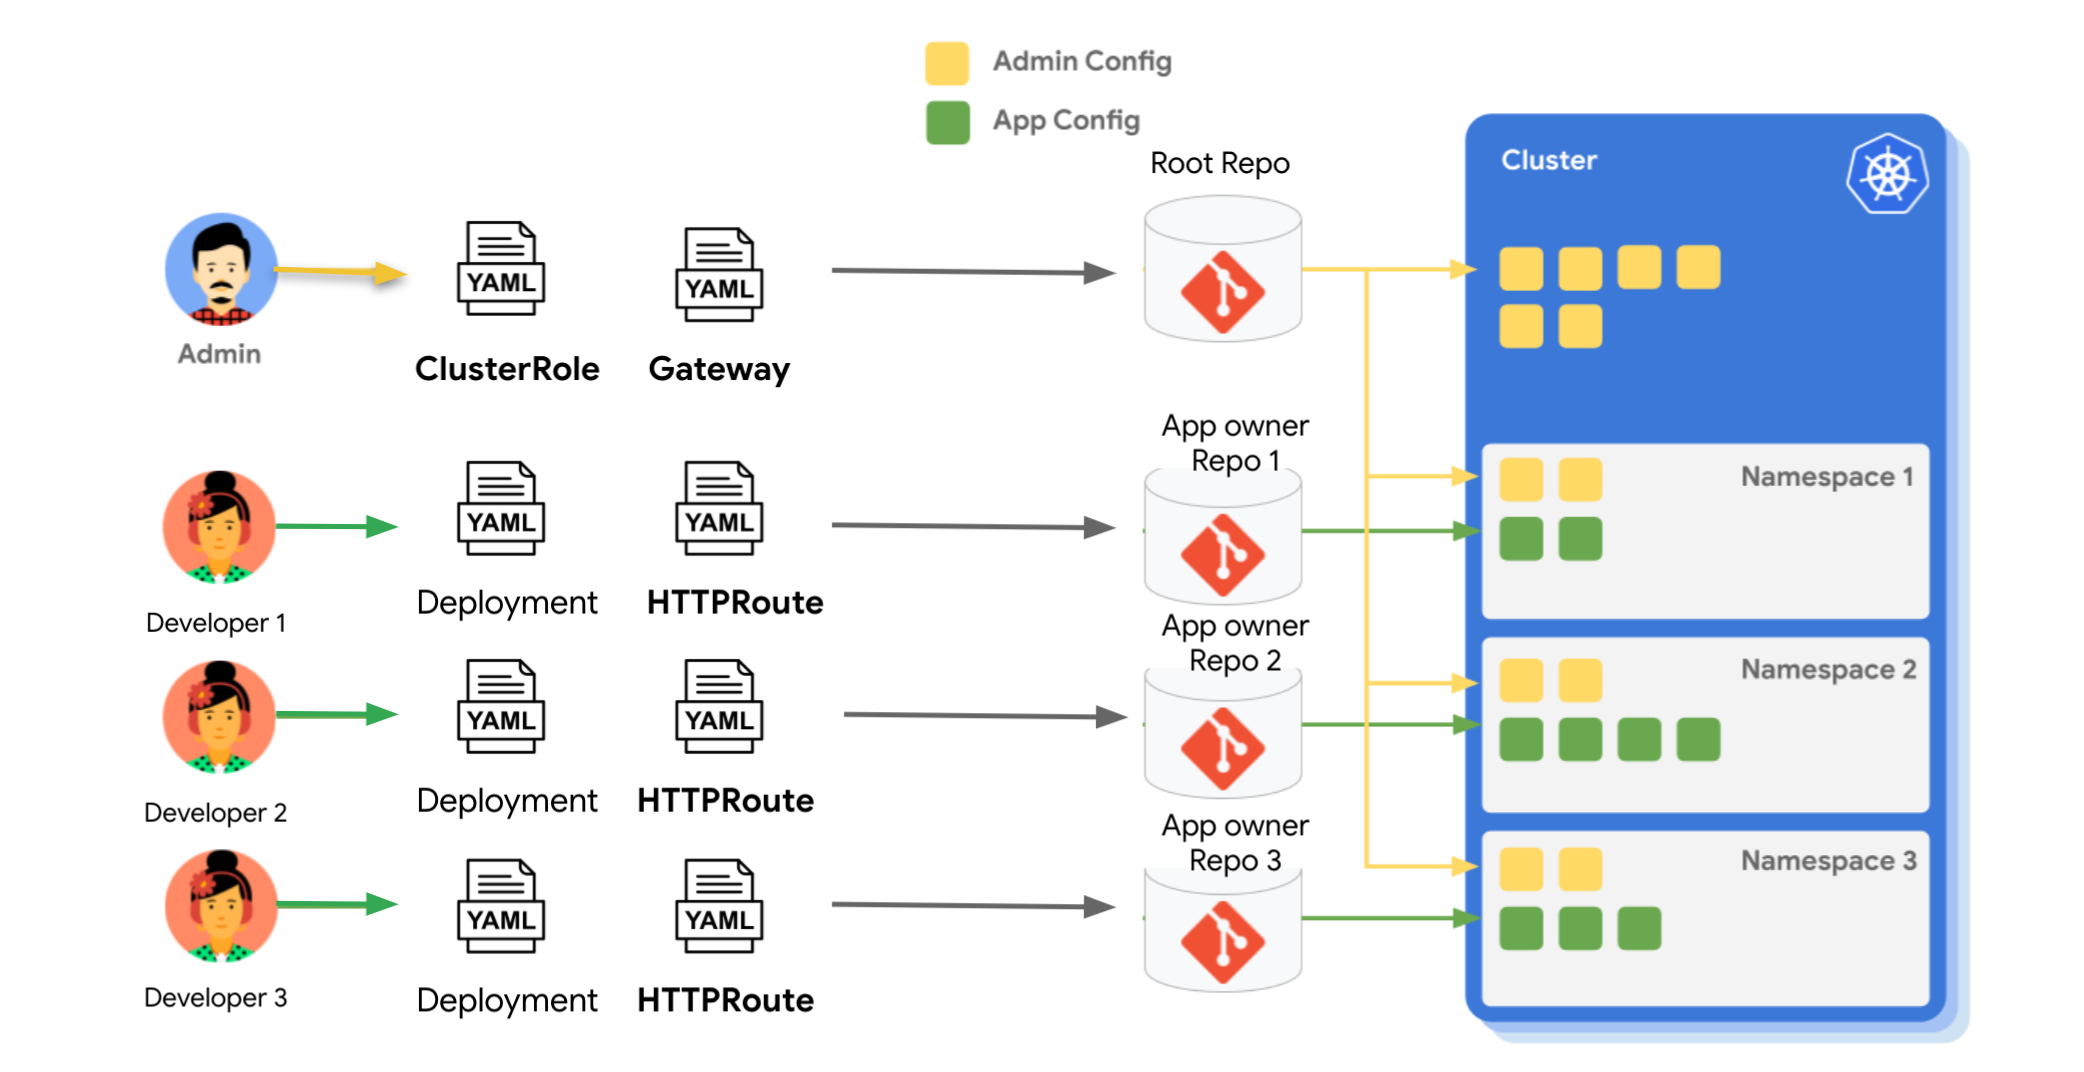 Admin Config
App Config
Root Repo
Cluster
YAML
YAML
Admin
ClusterRole
Gateway
App owner
Repo 1
Namespace 1
YAML
YAML
Deployment
HTTPRoute
Developer 1
App owner
Repo 2
Namespace 2
YAML
YAML
Deployment
HTTPRoute
Developer 2
App owner
Repo 3
Namespace 3
YAML
YAML
Deployment
HTTPRoute
Developer 3